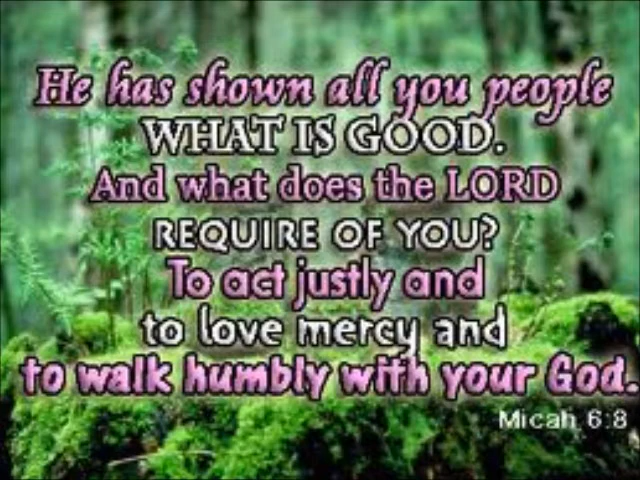 He has shown all you people
WHAT IS GOOD.
And what does the LORD
REQUIRE OF YOU?
To act justly and
to love mercy and
to walk humbly with your God.
Micah 6:8